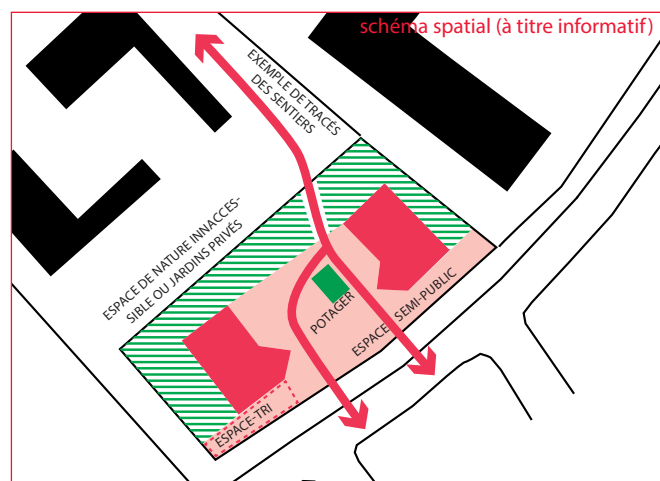 schéma spatial (à titre informatif)
EXEMPLE DE TRACÉS
DES SENTIERS
ESPACE DE NATURE INNACCES-
SIBLE OU JARDINS PRIVÉS
POTAGER
ESPACE SEMI-PUBLIC
ESPACE-TRI